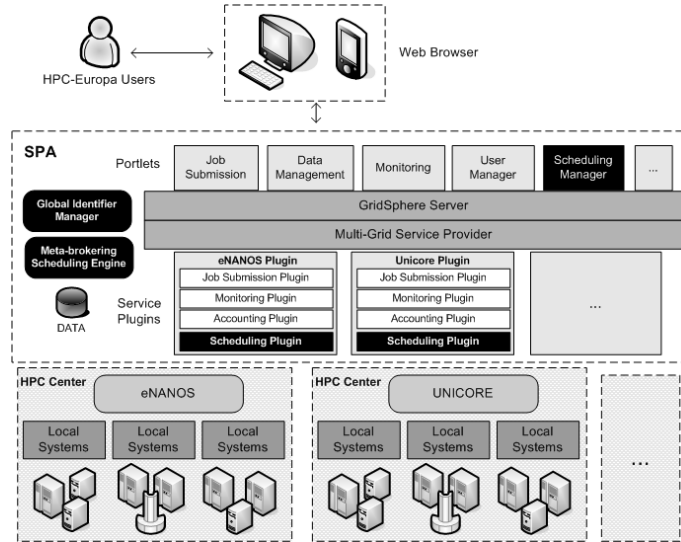 HPC-Europa Users
Web Browser
SPA
Portlets
Job
Submission
Data
Management
Monitoring
User
Manager
Scheduling
Manager
...
Global Identifier
Manager
GridSphere Server
Multi-Grid Service Provider
Meta-brokering
Scheduling Engine
DATA
Service
Plugins
eNANOS Plugin
Job Submission Plugin
Monitoring Plugin
Accounting Plugin
Scheduling Plugin
Unicore Plugin
Job Submission Plugin
Monitoring Plugin
Accounting Plugin
Scheduling Plugin
...
HPC Center
eNANOS
Local
Systems
Local
Systems
Local
Systems
HPC Center
UNICORE
Local
Systems
Local
Systems
Local
Systems
...